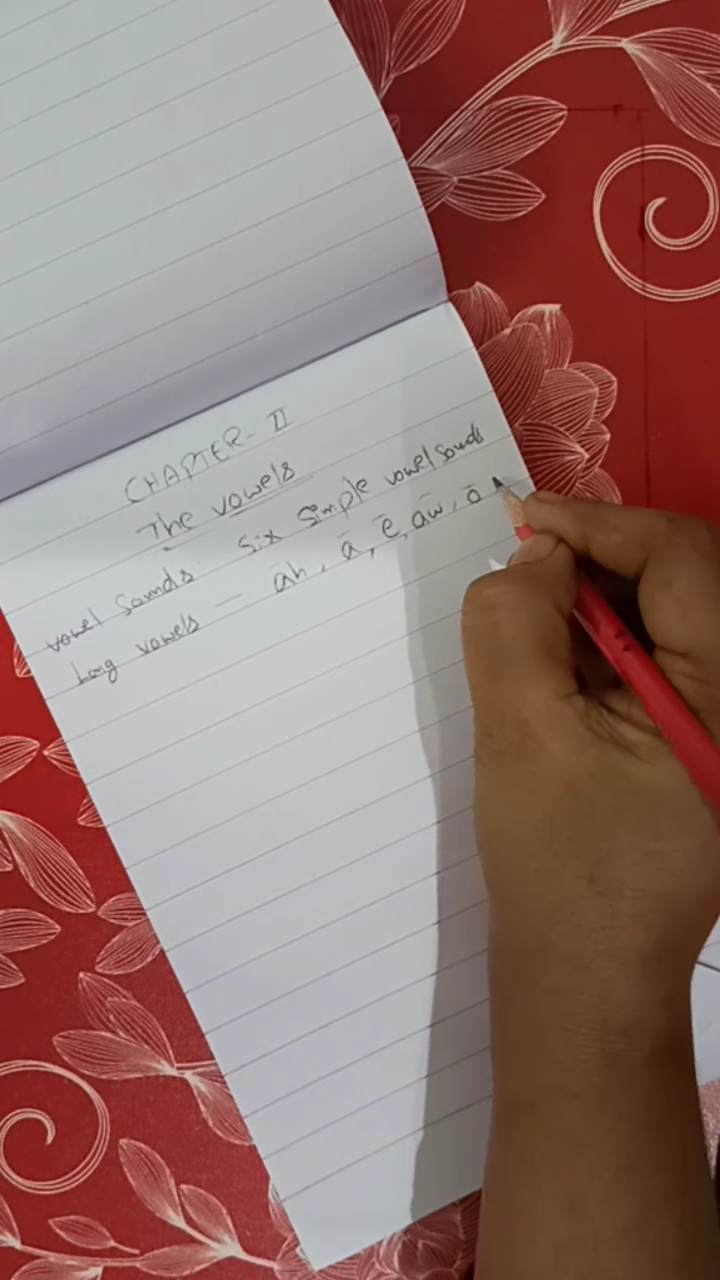 CHAPTER - II
The vowels
vowel sounds: six simple vowel sounds
Long vowels — āh, ā, ē, aw̄, ō